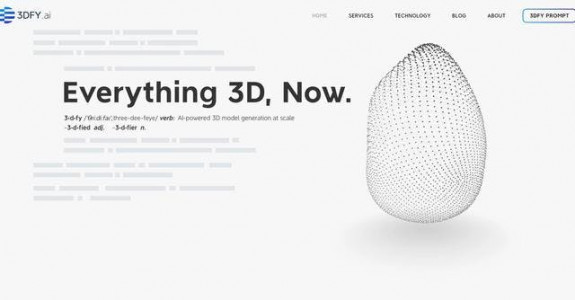 3DFY.ai
HOME SERVICES TECHNOLOGY BLOG ABOUT 3DFY PROMPT
Everything 3D, Now.
3·d·fy three-dee-feye/ verb: AI-powered 3D model generation at scale
-3·d-fied adj. -3·d-fier n.